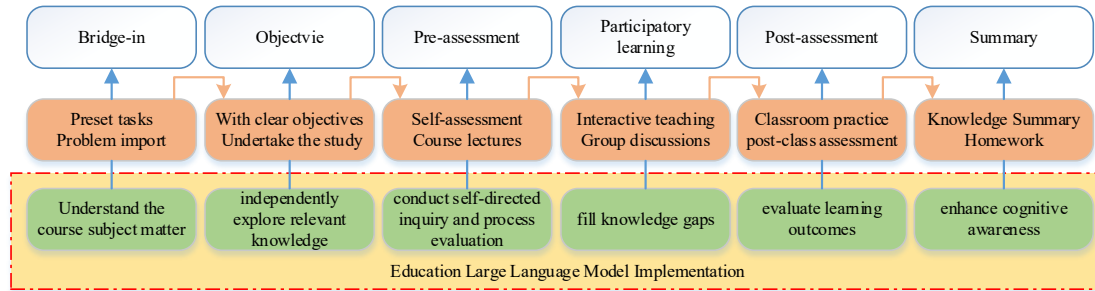 Bridge-in
Objectvie
Pre-assessment
Participatory
learning
Post-assessment
Summary
Preset tasks
Problem import
With clear objectives
Undertake the study
Self-assessment
Course lectures
Interactive teaching
Group discussions
Classroom practice
post-class assessment
Knowledge Summary
Homework
Understand the
course subject matter
independently
explore relevant
knowledge
conduct self-directed
inquiry and process
evaluation
fill knowledge gaps
evaluate learning
outcomes
enhance cognitive
awareness
Education Large Language Model Implementation